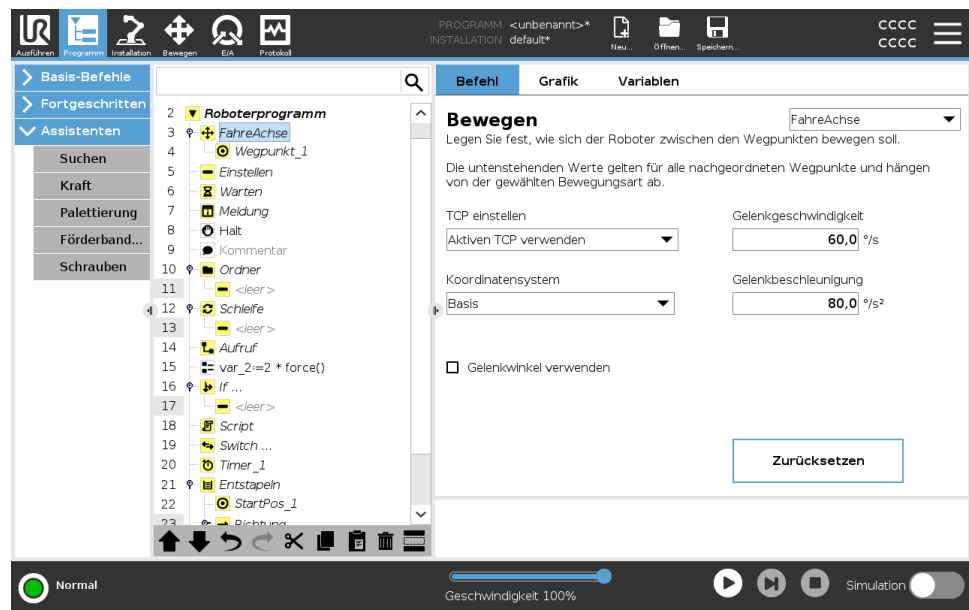 PROGRAMM <unbenannt>*
INSTALLATION default*
Ausführen
Programm
Installation
Bewegen
E/A
Protokoll
Neu...
Öffnen...
Speichern...
CCCC
CCCC
Basis-Befehle
Fortgeschritten
Assistenten
Suchen
Kraft
Palettierung
Förderband...
Schrauben
2 Roboterprogramm
3 FahreAchse
4 Wegpunkt_1
5 Einstellen
6 Warten
7 Meldung
8 Halt
9 Kommentar
10 Ordner
11 <leer>
12 Schleife
13 <leer>
14 Aufruf
15 var_2:=2 * force()
16 If ...
17 <leer>
18 Script
19 Switch ...
20 Timer_1
21 Entstapeln
22 StartPos_1
23 Richtung
Befehl
Grafik
Variablen
Bewegen
FahreAchse
Legen Sie fest, wie sich der Roboter zwischen den Wegpunkten bewegen soll.
Die untenstehenden Werte gelten für alle nachgeordneten Wegpunkte und hängen
von der gewählten Bewegungsart ab.
TCP einstellen
Gelenkgeschwindigkeit
Aktiven TCP verwenden
60,0 °/s
Koordinatensystem
Gelenkbeschleunigung
Basis
80,0 °/s²
Gelenkwinkel verwenden
Zurücksetzen
Normal
Geschwindigkeit 100%
Simulation